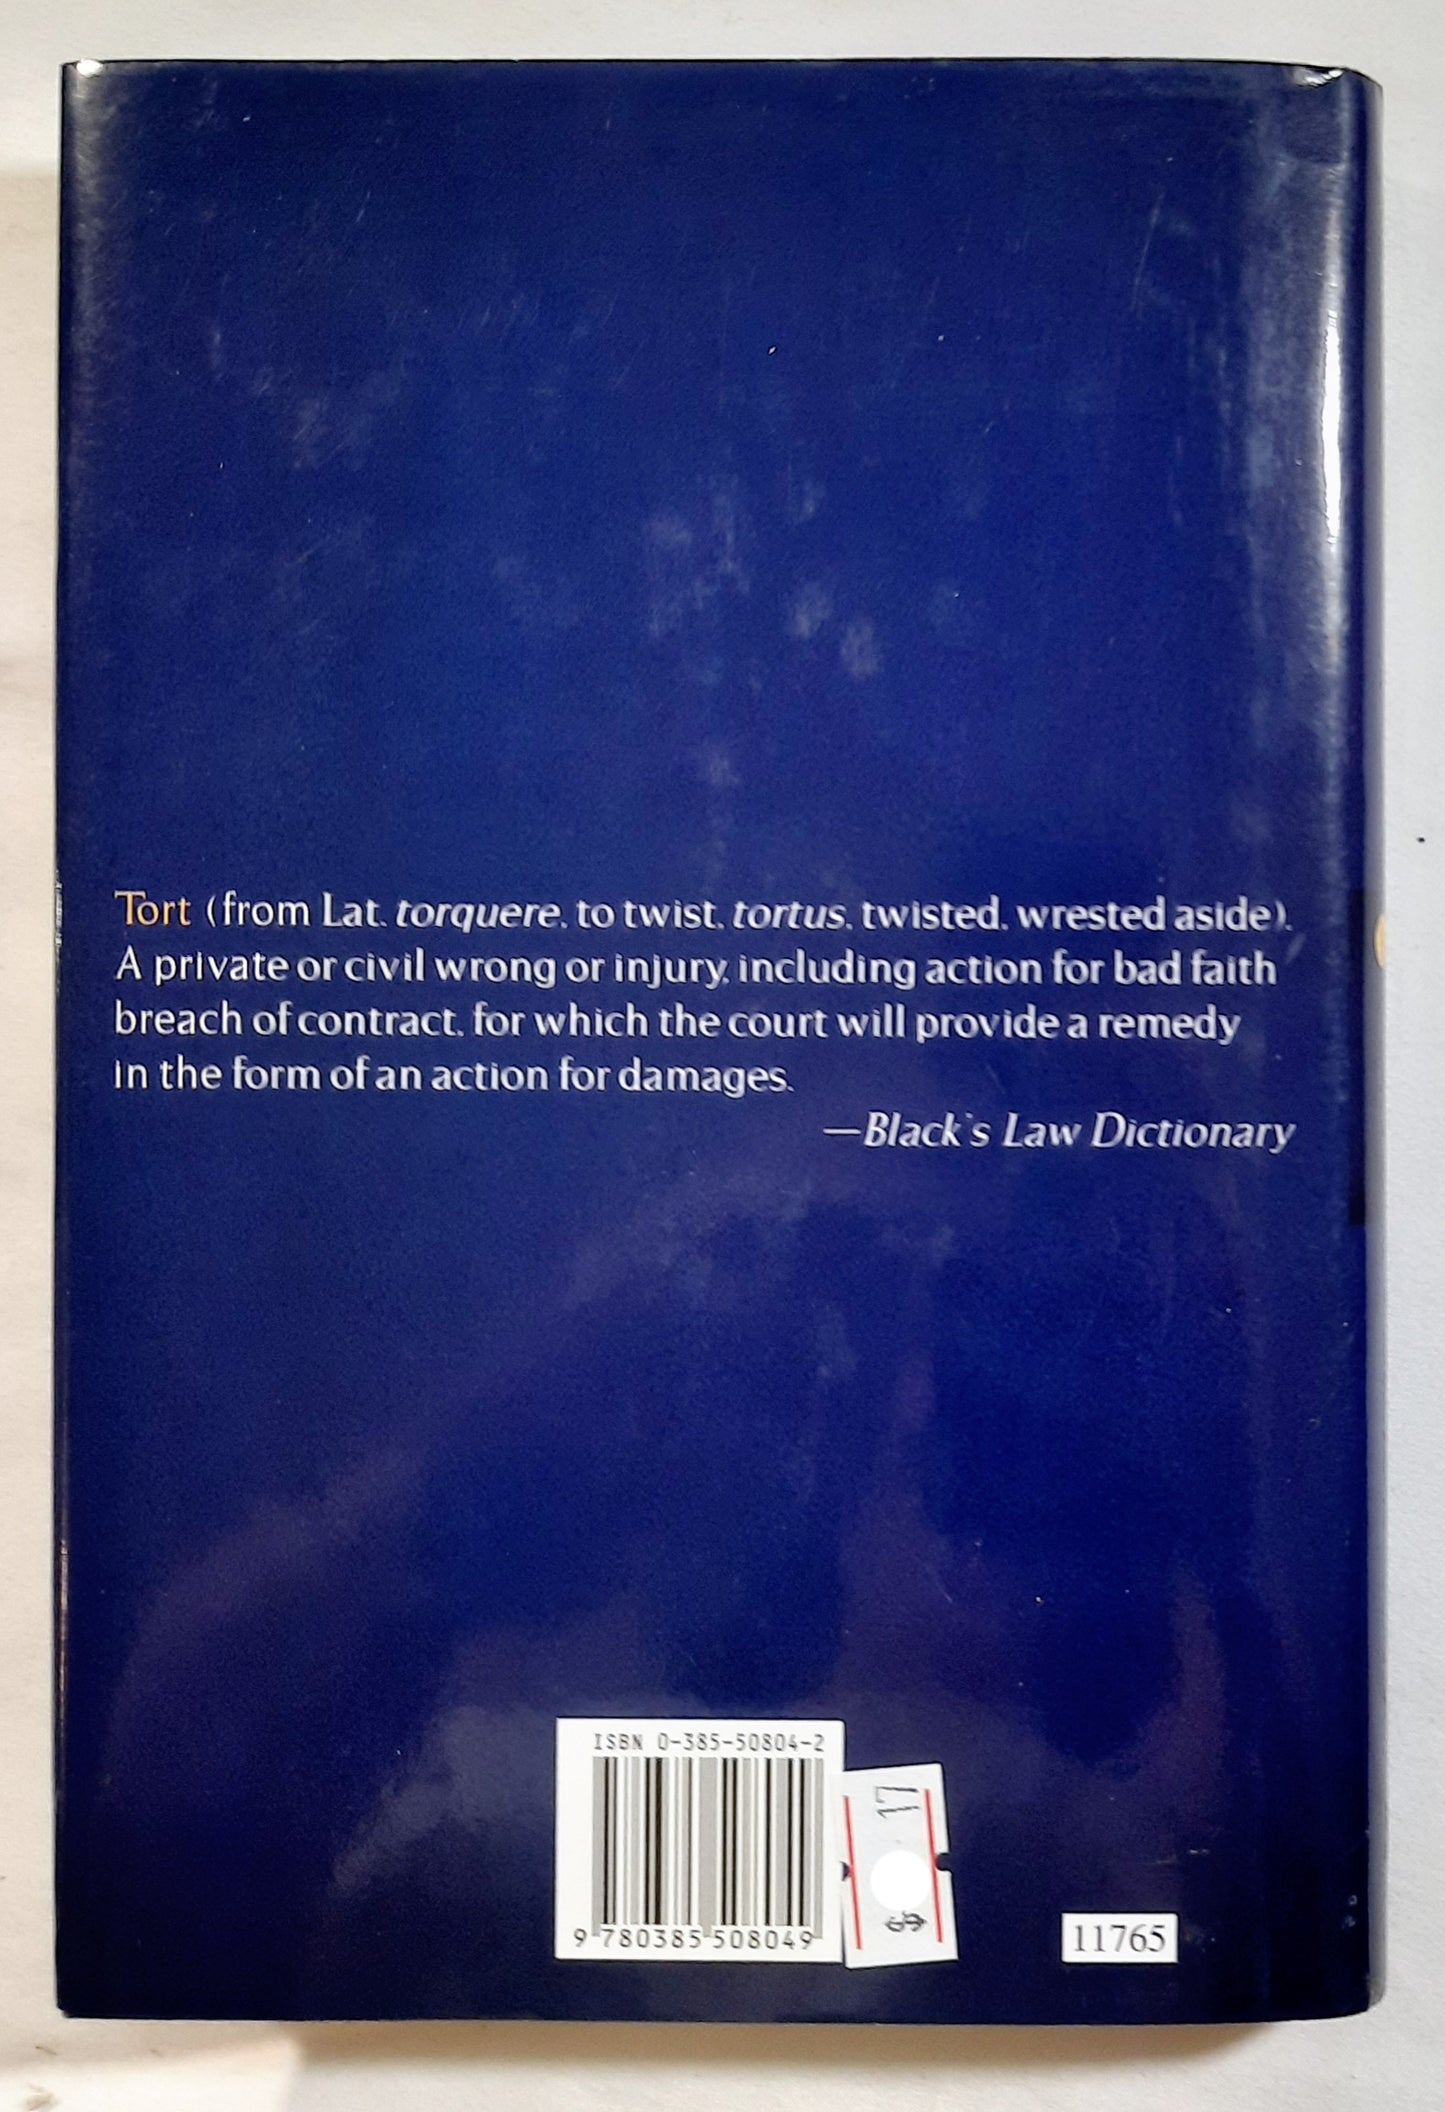 Tort (from Lat. torquere, to twist, tortus, twisted, wrested aside).
A private or civil wrong or injury, including action for bad faith
breach of contract, for which the court will provide a remedy
in the form of an action for damages.
—Black's Law Dictionary
ISBN 0-385-50804-2
9 780385 508049
17
11765